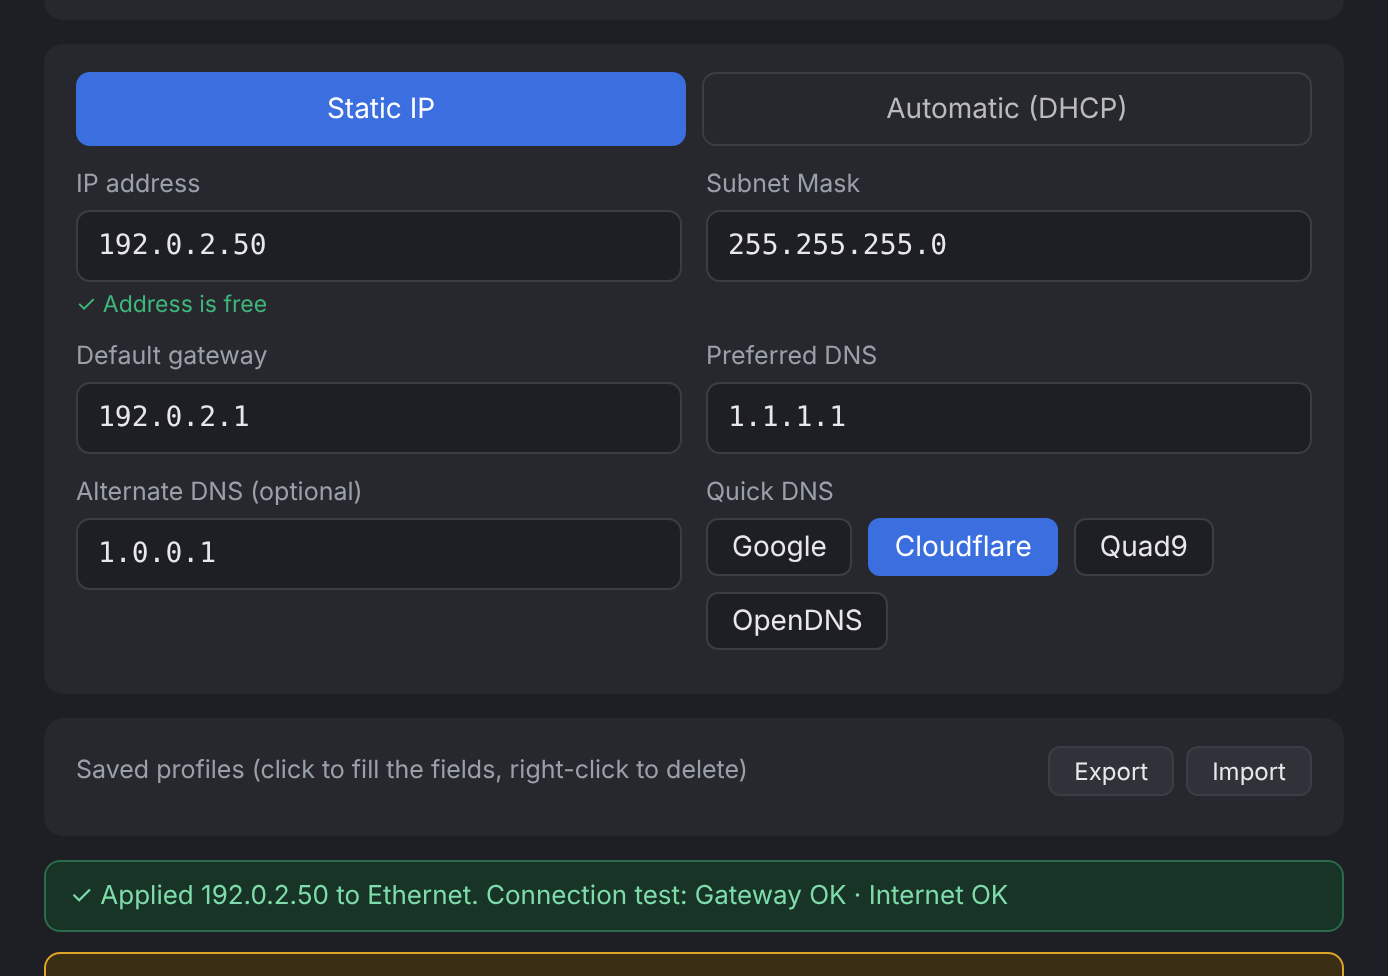 Static IP
Automatic (DHCP)
IP address
Subnet Mask
192.0.2.50
255.255.255.0
✓ Address is free
Default gateway
Preferred DNS
192.0.2.1
1.1.1.1
Alternate DNS (optional)
Quick DNS
1.0.0.1
Google
Cloudflare
Quad9
OpenDNS
Saved profiles (click to fill the fields, right-click to delete)
Export
Import
✓ Applied 192.0.2.50 to Ethernet. Connection test: Gateway OK · Internet OK